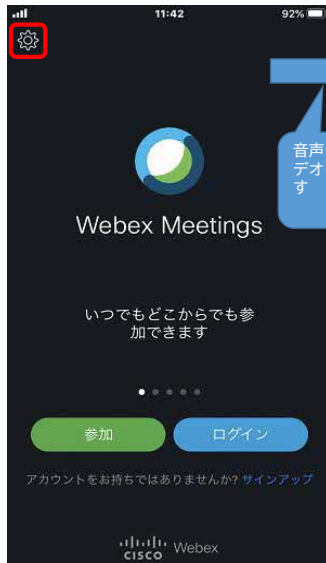 11:42
92%
音声
デオ
す
Webex Meetings
いつでもどこからでも参
加できます
参加
ログイン
アカウントをお持ちではありませんか? サインアップ
CISCO Webex